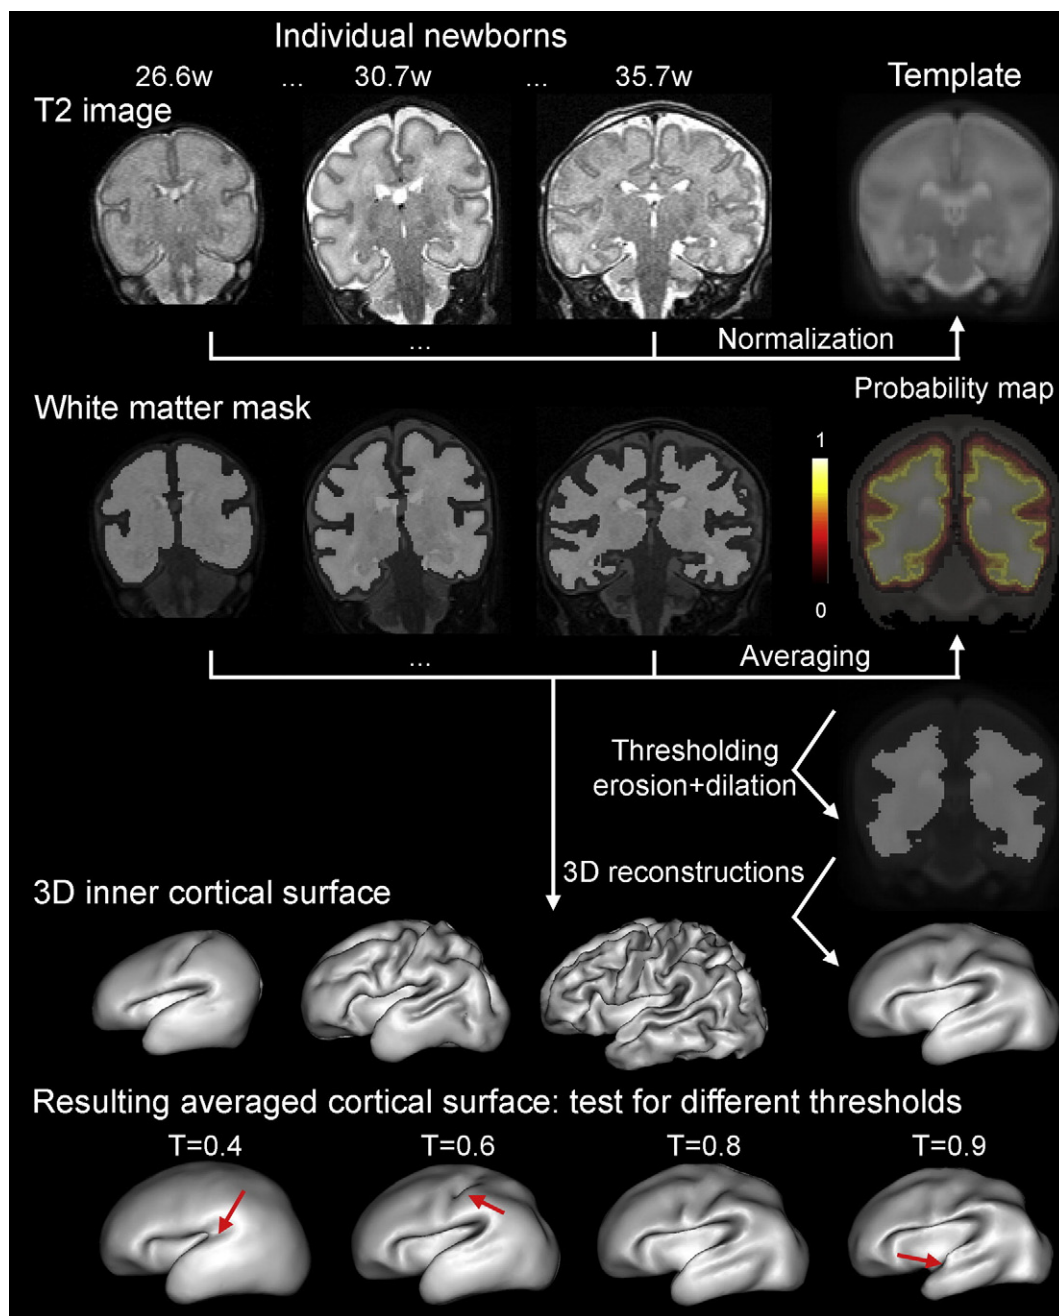 Individual newborns
26.6w ... 30.7w ... 35.7w
Template
T2 image
... Normalization
White matter mask
Probability map
1
0
... Averaging
Thresholding
erosion+dilation
3D reconstructions
3D inner cortical surface
Resulting averaged cortical surface: test for different thresholds
T=0.4 T=0.6 T=0.8 T=0.9